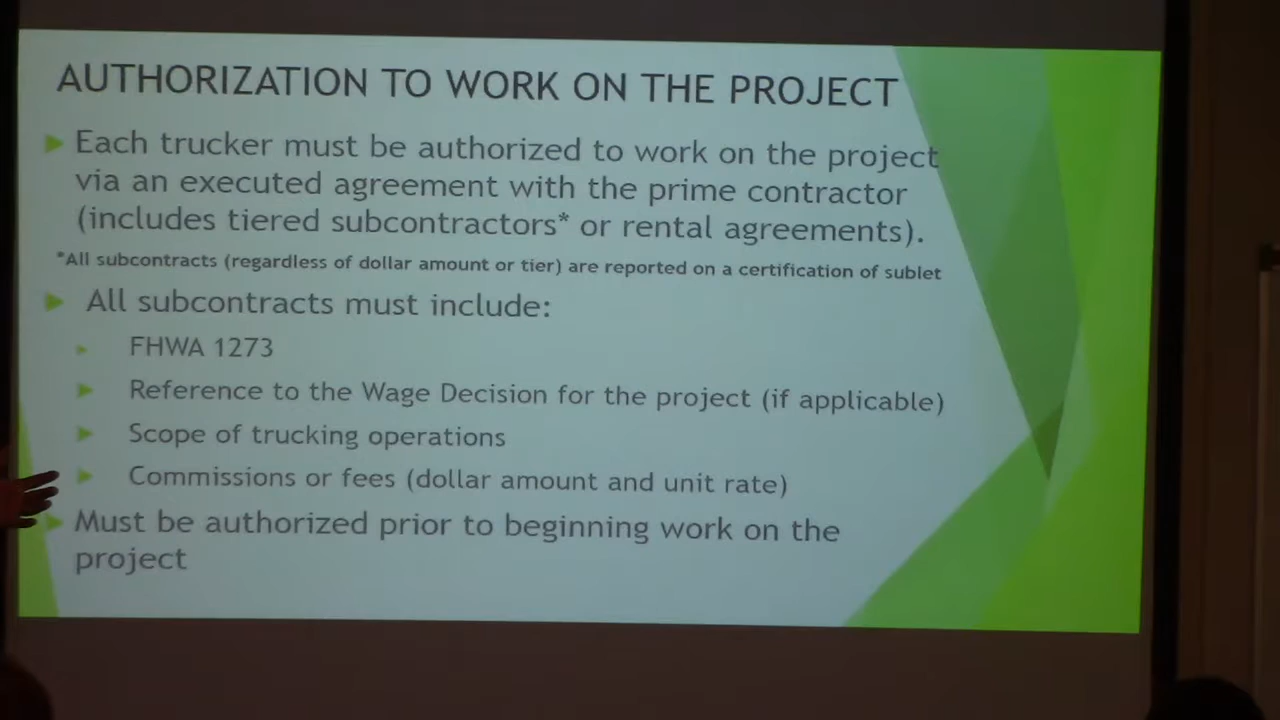 AUTHORIZATION TO WORK ON THE PROJECT
Each trucker must be authorized to work on the project
via an executed agreement with the prime contractor
(includes tiered subcontractors* or rental agreements).
*All subcontracts (regardless of dollar amount or tier) are reported on a certification of sublet
All subcontracts must include:
FHWA 1273
Reference to the Wage Decision for the project (if applicable)
Scope of trucking operations
Commissions or fees (dollar amount and unit rate)
Must be authorized prior to beginning work on the
project